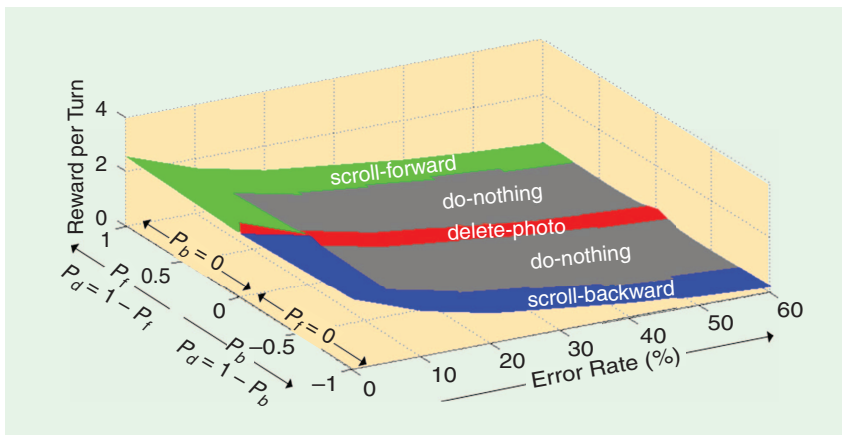 Reward per Turn
4
2
0
1
0.5
0
−0.5
−1
P_b = 0
P_f = 0
P_f
P_d = 1 − P_f
P_b
P_d = 1 − P_b
scroll-forward
do-nothing
delete-photo
do-nothing
scroll-backward
0
10
20
30
40
50
60
Error Rate (%)